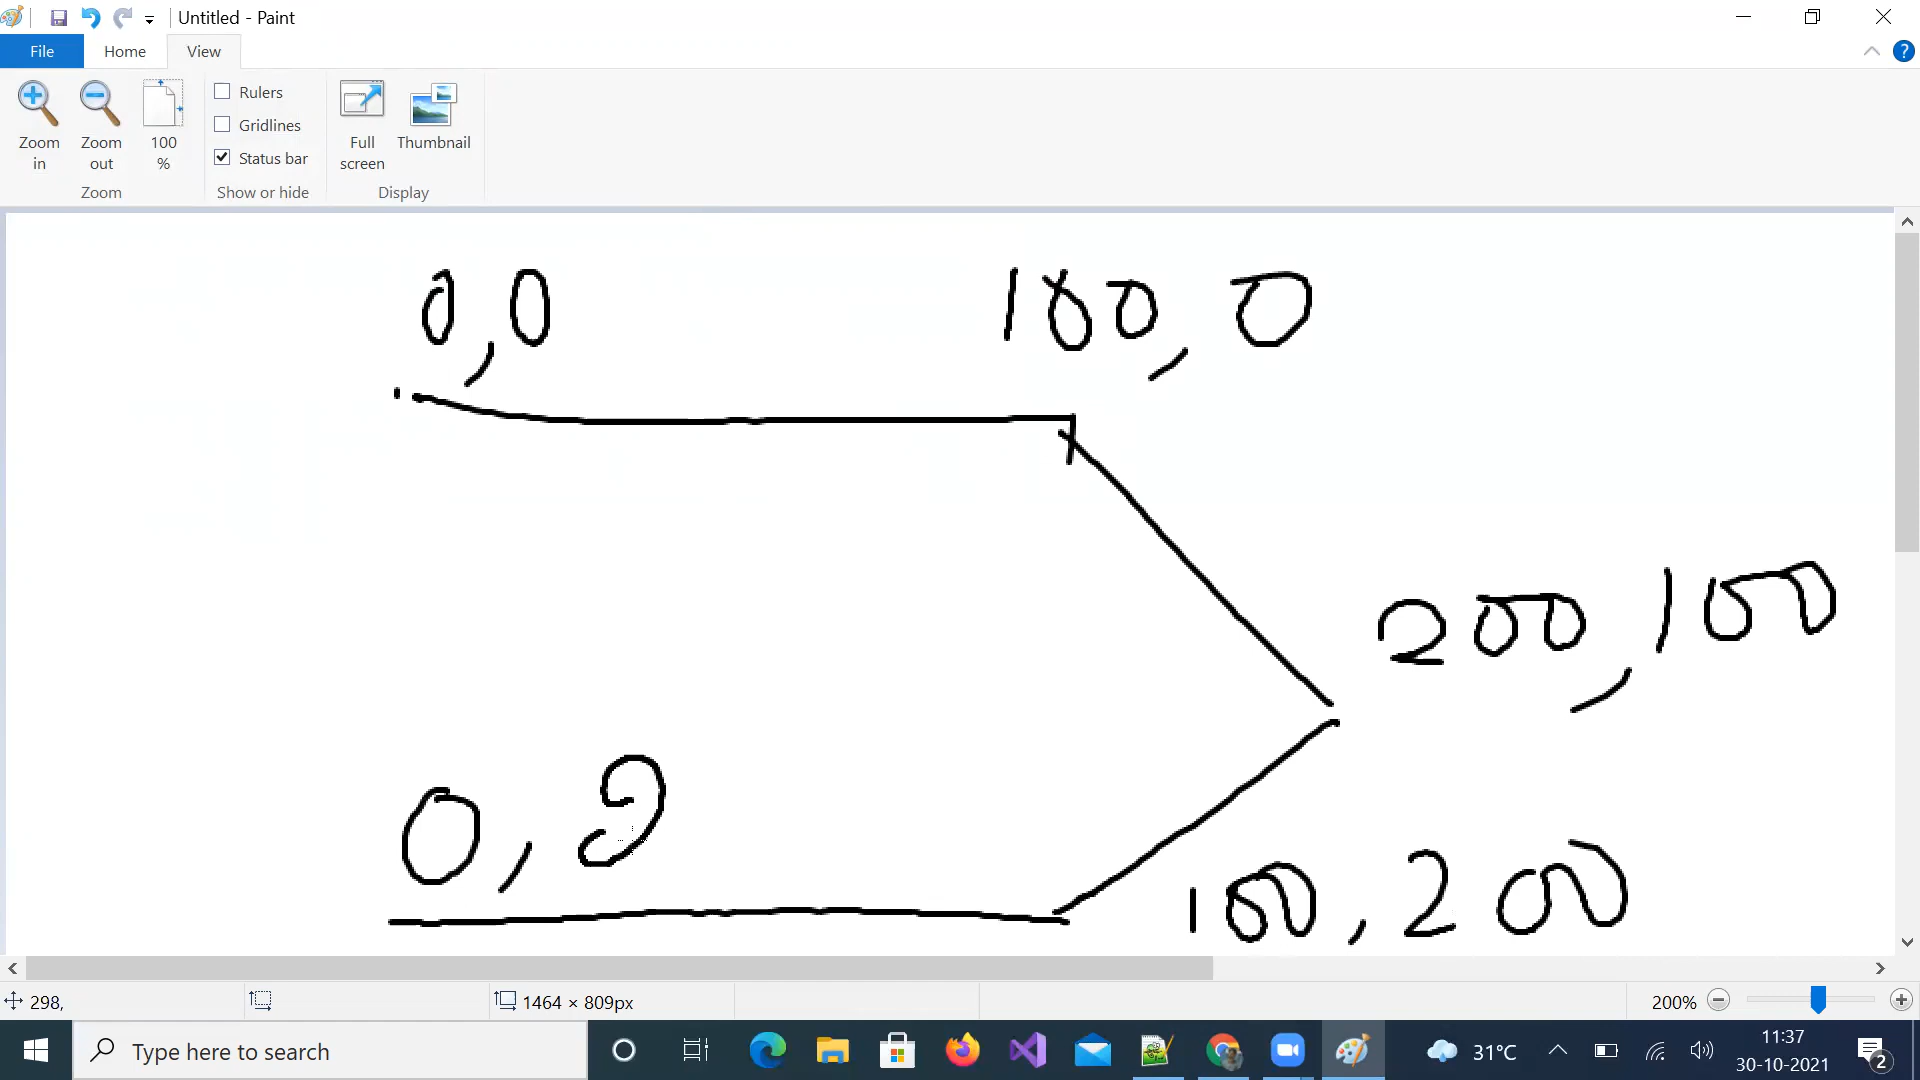 Untitled - Paint
File Home View
Zoom in
Zoom out
100 %
Rulers
Gridlines
Status bar
Full screen
Thumbnail
Zoom
Show or hide
Display
0,0
100,0
200,100
0,
100,200
298,
1464 × 809px
200%
Type here to search
31°C
11:37
30-10-2021
2